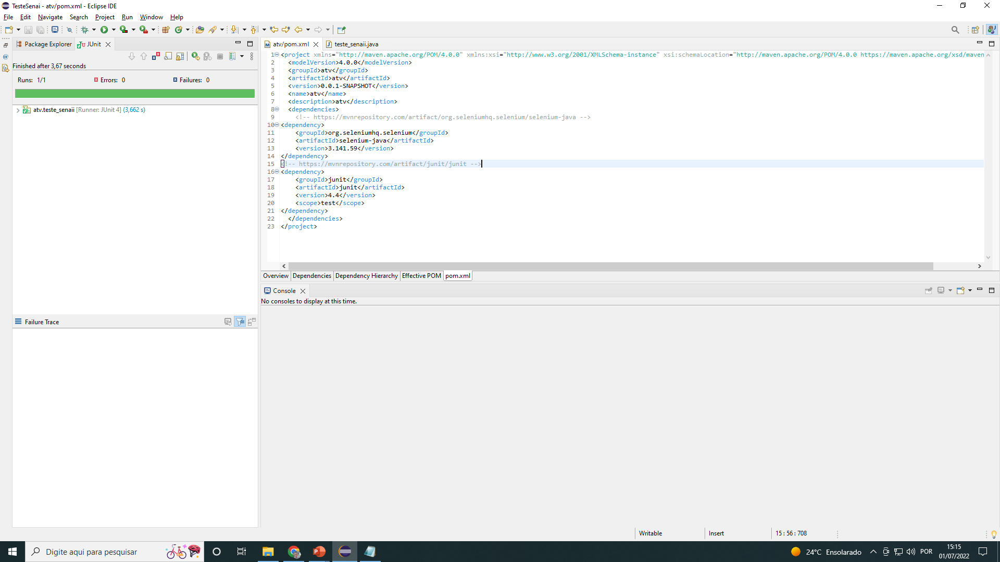 TesteSenai - atv/pom.xml - Eclipse IDE
File Edit Navigate Search Project Run Window Help
Package Explorer JUnit
Finished after 3,67 seconds
Runs: 1/1 Errors: 0 Failures: 0
atv.teste_senaii [Runner: JUnit 4] (3,662 s)
Failure Trace
atv/pom.xml teste_senaii.java
1 <project xmlns="http://maven.apache.org/POM/4.0.0" xmlns:xsi="http://www.w3.org/2001/XMLSchema-instance" xsi:schemaLocation="http://maven.apache.org/POM/4.0.0 https://maven.apache.org/xsd/maven
2 <modelVersion>4.0.0</modelVersion>
3 <groupId>atv</groupId>
4 <artifactId>atv</artifactId>
5 <version>0.0.1-SNAPSHOT</version>
6 <name>atv</name>
7 <description>atv</description>
8 <dependencies>
9 <!-- https://mvnrepository.com/artifact/org.seleniumhq.selenium/selenium-java -->
10 <dependency>
11 <groupId>org.seleniumhq.selenium</groupId>
12 <artifactId>selenium-java</artifactId>
13 <version>3.141.59</version>
14 </dependency>
15 <!-- https://mvnrepository.com/artifact/junit/junit -->
16 <dependency>
17 <groupId>junit</groupId>
18 <artifactId>junit</artifactId>
19 <version>4.4</version>
20 <scope>test</scope>
21 </dependency>
22 </dependencies>
23 </project>
Overview Dependencies Dependency Hierarchy Effective POM pom.xml
Console
No consoles to display at this time.
Writable Insert 15 : 56 : 708
Digite aqui para pesquisar
24°C Ensolarado POR 15:15
01/07/2022